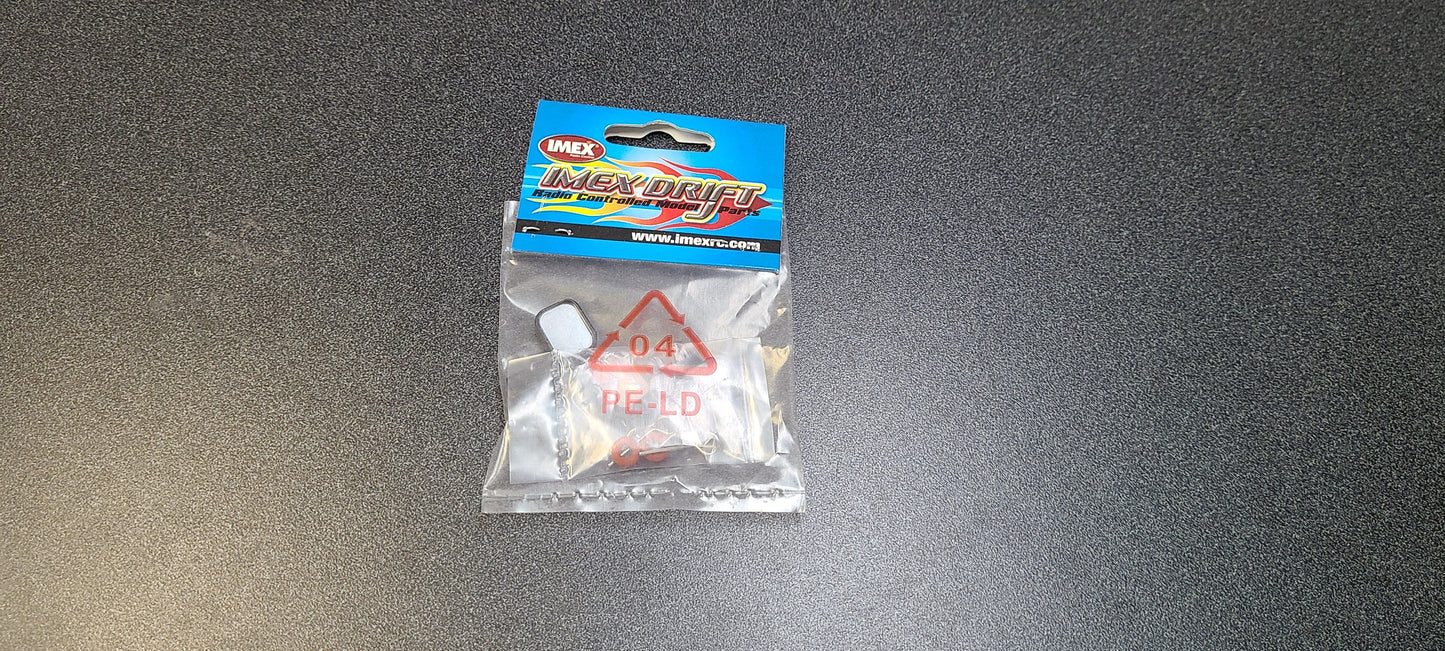 IMEX
IMEX DRIFT
Radio Controlled Model Parts
www.imexrc.com
04
PE-LD